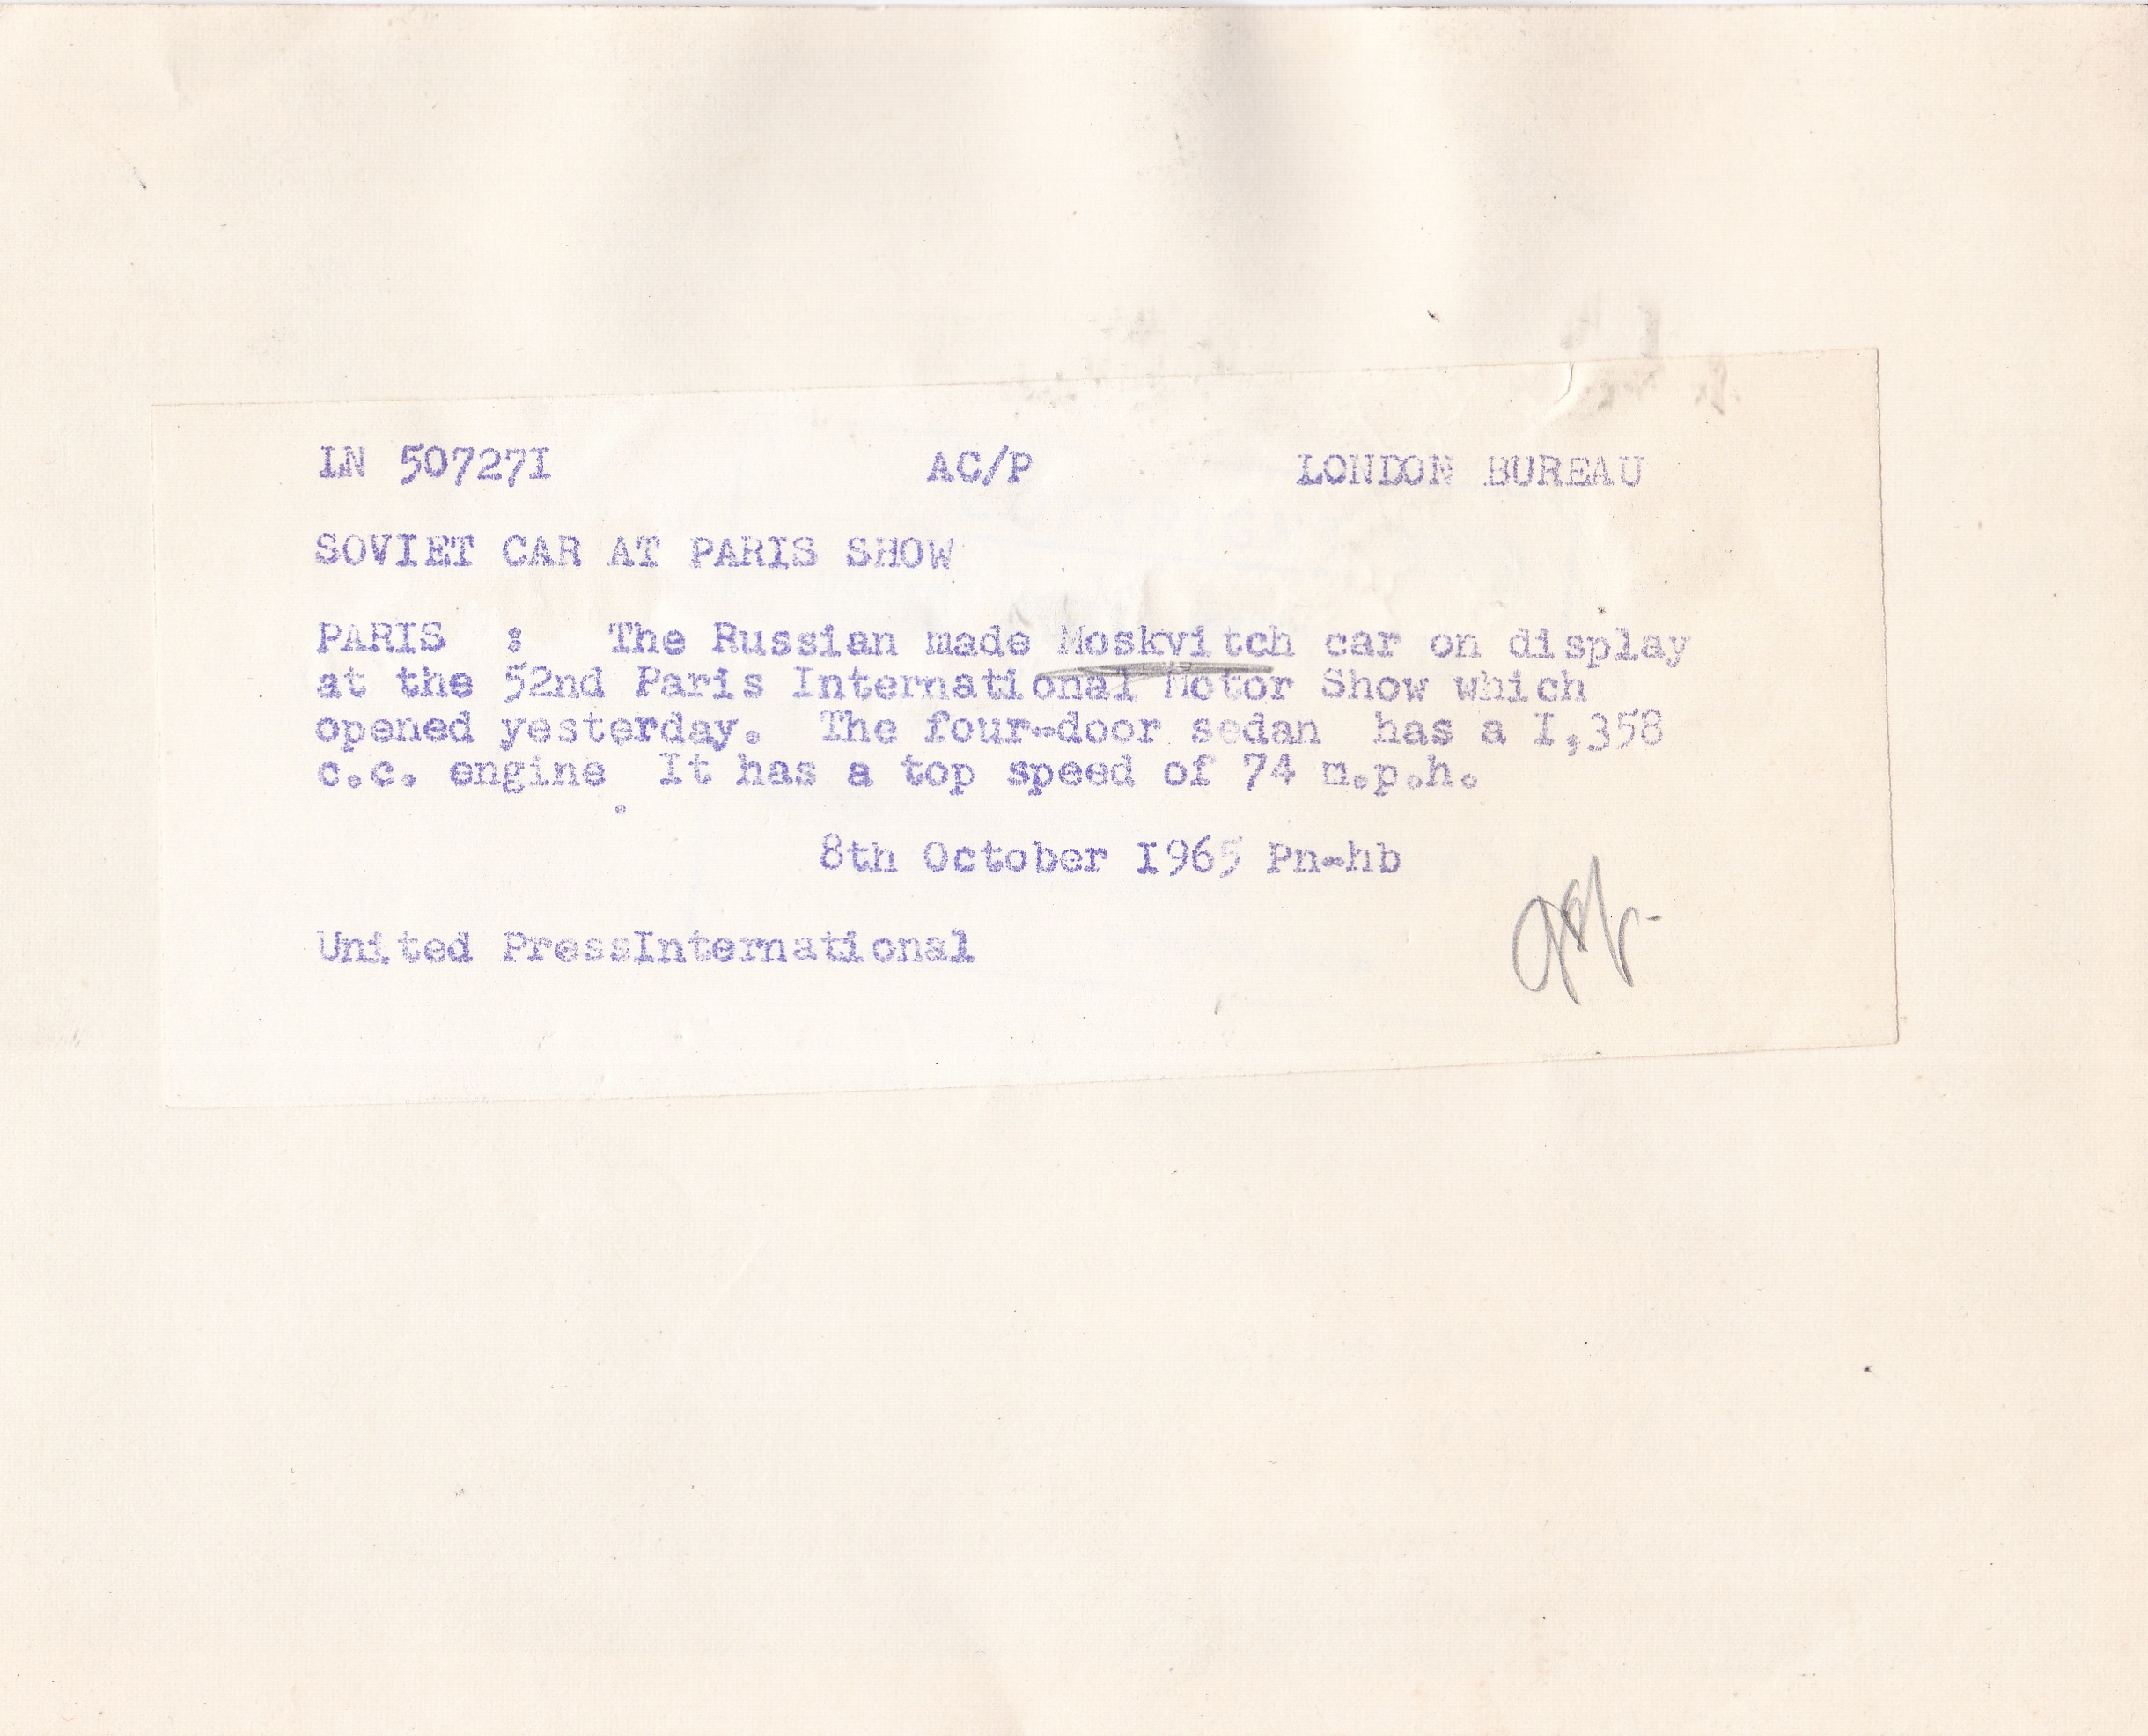 LN 50727I AC/P LONDON BUREAU
SOVIET CAR AT PARIS SHOW
PARIS : The Russian made Moskvitch car on display
at the 52nd Paris International Motor Show which
opened yesterday. The four-door sedan has a I,358
c.c. engine. It has a top speed of 74 m.p.h.
8th October I965 Pn-hb
United PressInternational